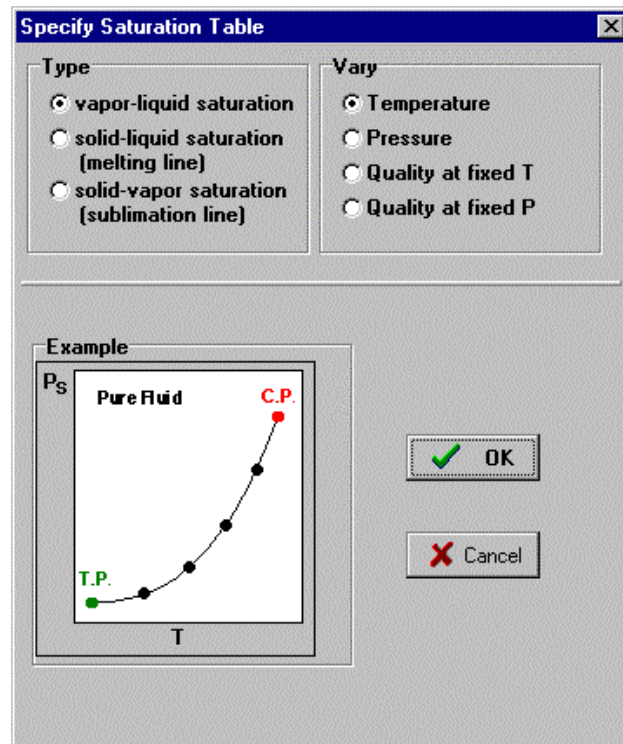 Specify Saturation Table
Type
vapor-liquid saturation
solid-liquid saturation
(melting line)
solid-vapor saturation
(sublimation line)
Vary
Temperature
Pressure
Quality at fixed T
Quality at fixed P
Example
PS
Pure Fluid
C.P.
T.P.
T
OK
Cancel